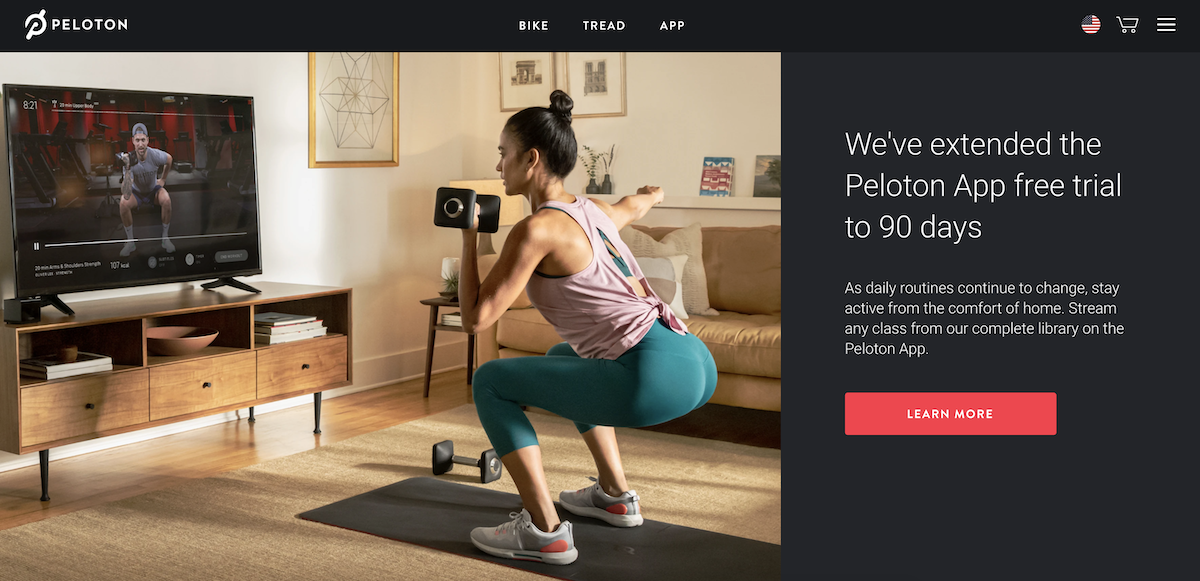 PELOTON
BIKE
TREAD
APP
8:21
20 min Upper Body
20 min Arms & Shoulders Strength
107 kcal
We've extended the
Peloton App free trial
to 90 days
As daily routines continue to change, stay
active from the comfort of home. Stream
any class from our complete library on the
Peloton App.
LEARN MORE